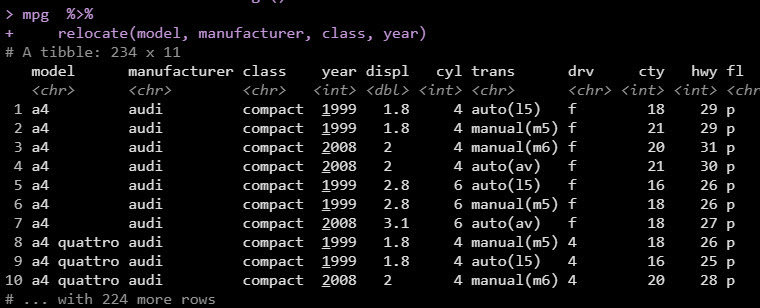 > mpg %>%
+ relocate(model, manufacturer, class, year)
# A tibble: 234 x 11
model manufacturer class year displ cyl trans drv cty hwy fl
<chr> <chr> <chr> <int> <dbl> <int> <chr> <chr> <int> <int> <chr
1 a4 audi compact 1999 1.8 4 auto(l5) f 18 29 p
2 a4 audi compact 1999 1.8 4 manual(m5) f 21 29 p
3 a4 audi compact 2008 2 4 manual(m6) f 20 31 p
4 a4 audi compact 2008 2 4 auto(av) f 21 30 p
5 a4 audi compact 1999 2.8 6 auto(l5) f 16 26 p
6 a4 audi compact 1999 2.8 6 manual(m5) f 18 26 p
7 a4 audi compact 2008 3.1 6 auto(av) f 18 27 p
8 a4 quattro audi compact 1999 1.8 4 manual(m5) 4 18 26 p
9 a4 quattro audi compact 1999 1.8 4 auto(l5) 4 16 25 p
10 a4 quattro audi compact 2008 2 4 manual(m6) 4 20 28 p
# ... with 224 more rows